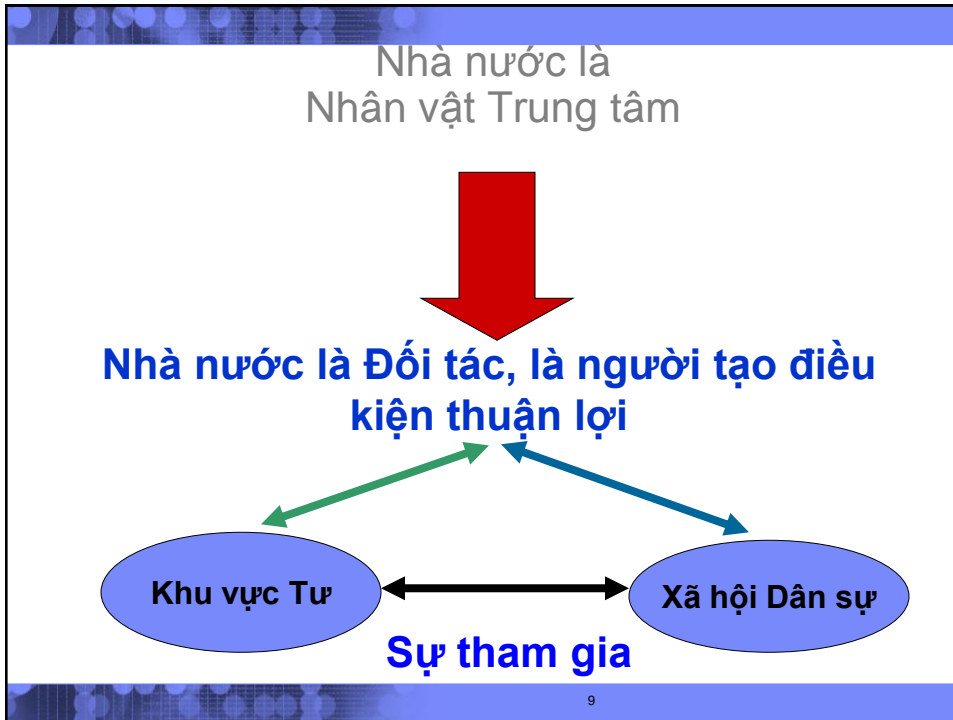 Nhà nước là
Nhân vật Trung tâm
Nhà nước là Đối tác, là người tạo điều
kiện thuận lợi
Khu vực Tư
Xã hội Dân sự
Sự tham gia
9